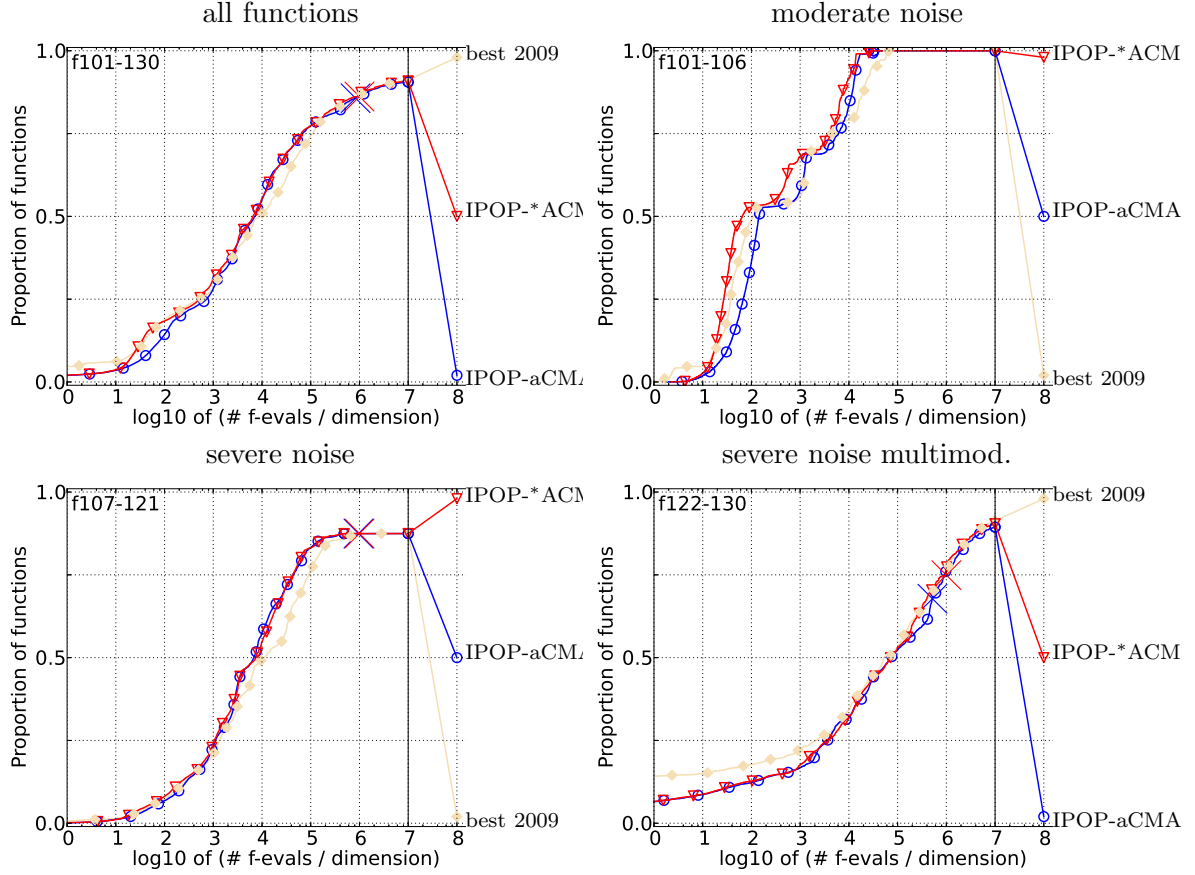 all functions
f101-130
1.0
0.5
0.0
Proportion of functions
0 1 2 3 4 5 6 7 8
log10 of (# f-evals / dimension)
best 2009
IPOP-*ACM
IPOP-aCMA
moderate noise
f101-106
1.0
0.5
0.0
Proportion of functions
0 1 2 3 4 5 6 7 8
log10 of (# f-evals / dimension)
IPOP-*ACM
IPOP-aCMA
best 2009
severe noise
f107-121
1.0
0.5
0.0
Proportion of functions
0 1 2 3 4 5 6 7 8
log10 of (# f-evals / dimension)
IPOP-*ACM
IPOP-aCMA
best 2009
severe noise multimod.
f122-130
1.0
0.5
0.0
Proportion of functions
0 1 2 3 4 5 6 7 8
log10 of (# f-evals / dimension)
best 2009
IPOP-*ACM
IPOP-aCMA